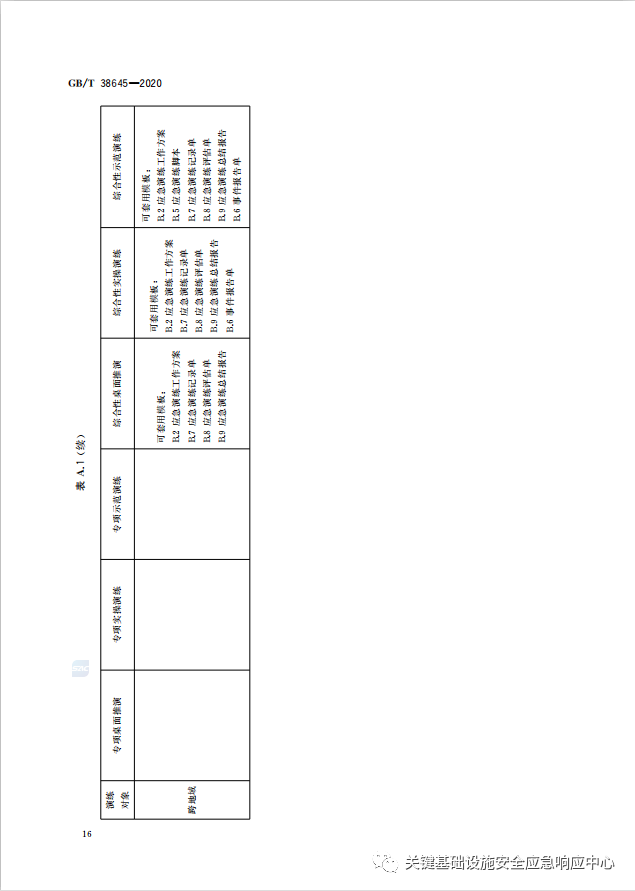 GB/T 38645—2020
表 A.1（续）
演练
对象
专项桌面推演
专项实操演练
专项示范演练
综合性桌面推演
综合性实操演练
综合性示范演练
跨地域
可套用模板：
B.2 应急演练工作方案
B.7 应急演练记录单
B.8 应急演练评估单
B.9 应急演练总结报告
可套用模板：
B.2 应急演练工作方案
B.7 应急演练记录单
B.8 应急演练评估单
B.9 应急演练总结报告
B.6 事件报告单
可套用模板：
B.2 应急演练工作方案
B.5 应急演练脚本
B.7 应急演练记录单
B.8 应急演练评估单
B.9 应急演练总结报告
B.6 事件报告单
16
关键基础设施安全应急响应中心